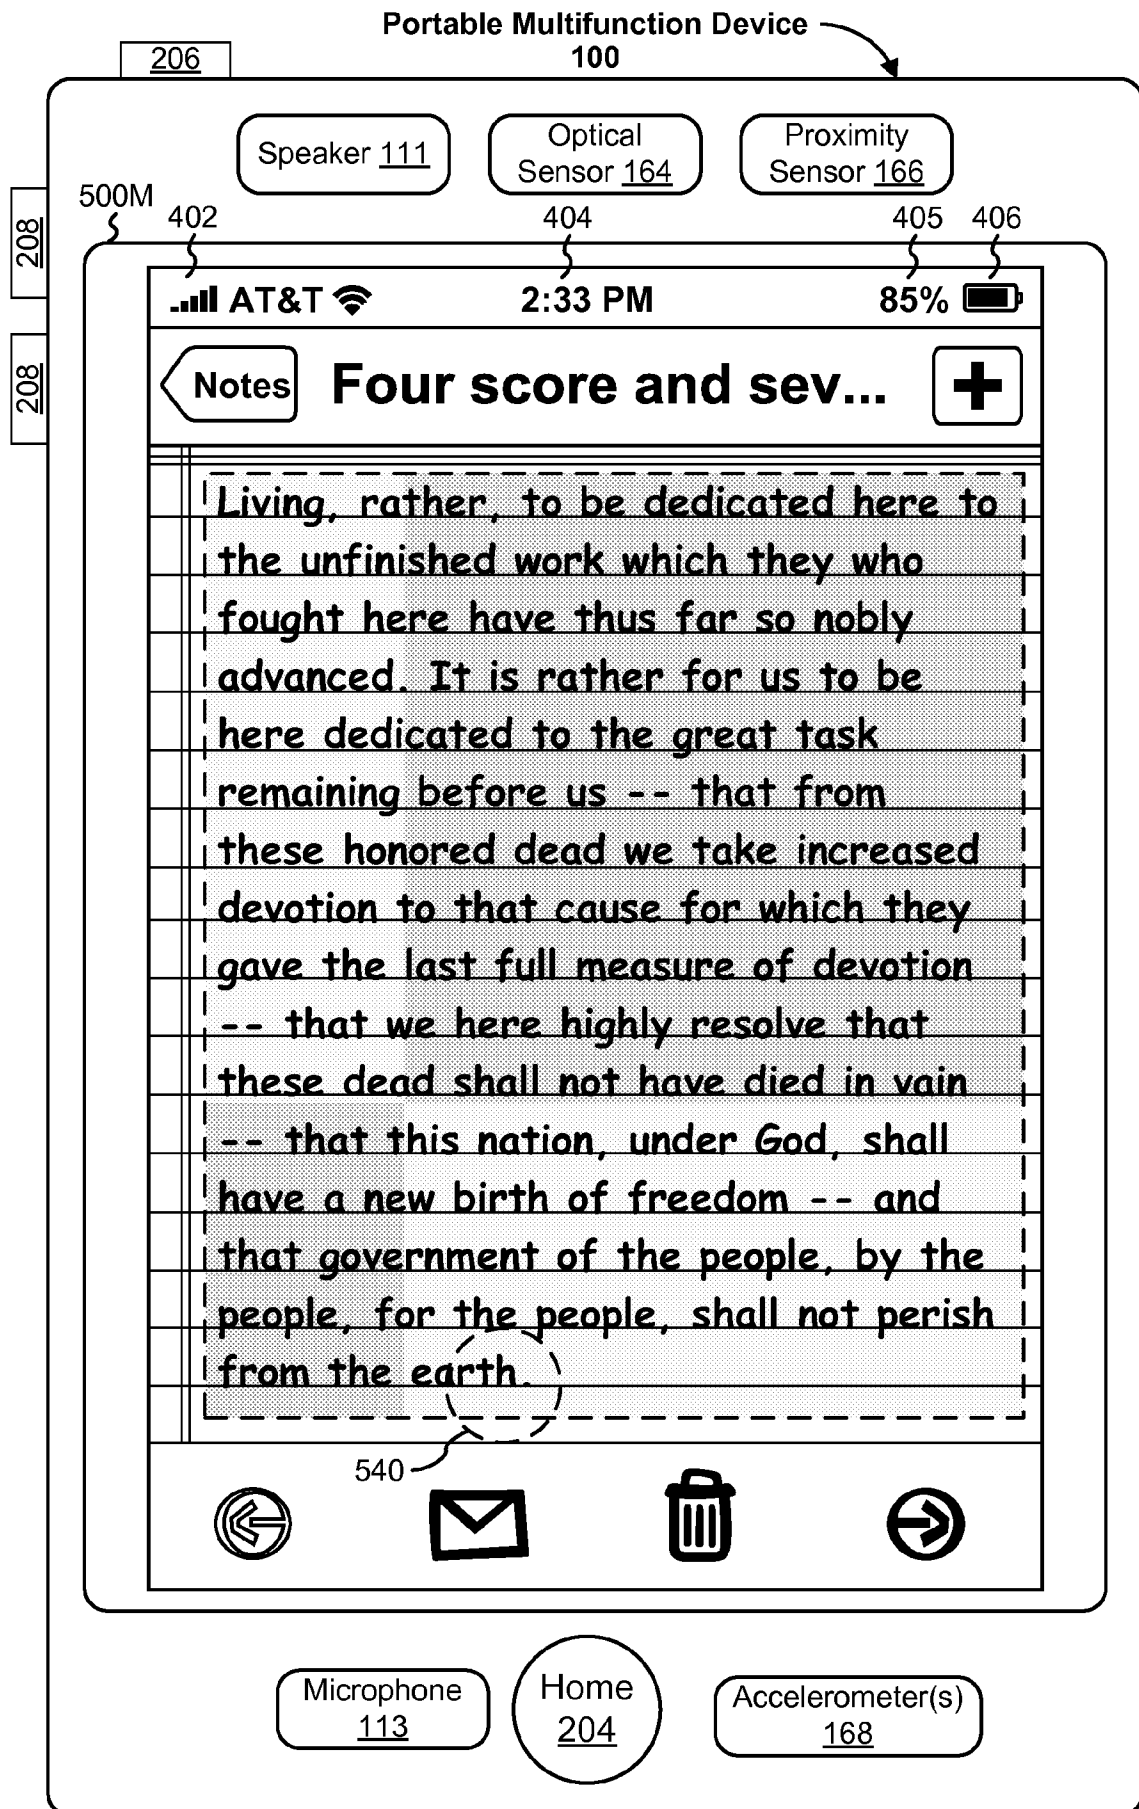 Portable Multifunction Device
100
206
Speaker 111
Optical
Sensor 164
Proximity
Sensor 166
208
208
500M
402
404
405
406
AT&T
2:33 PM
85%
Notes
Four score and sev...
Living, rather, to be dedicated here to
the unfinished work which they who
fought here have thus far so nobly
advanced. It is rather for us to be
here dedicated to the great task
remaining before us -- that from
these honored dead we take increased
devotion to that cause for which they
gave the last full measure of devotion
-- that we here highly resolve that
these dead shall not have died in vain
-- that this nation, under God, shall
have a new birth of freedom -- and
that government of the people, by the
people, for the people, shall not perish
from the earth.
540
Microphone
113
Home
204
Accelerometer(s)
168